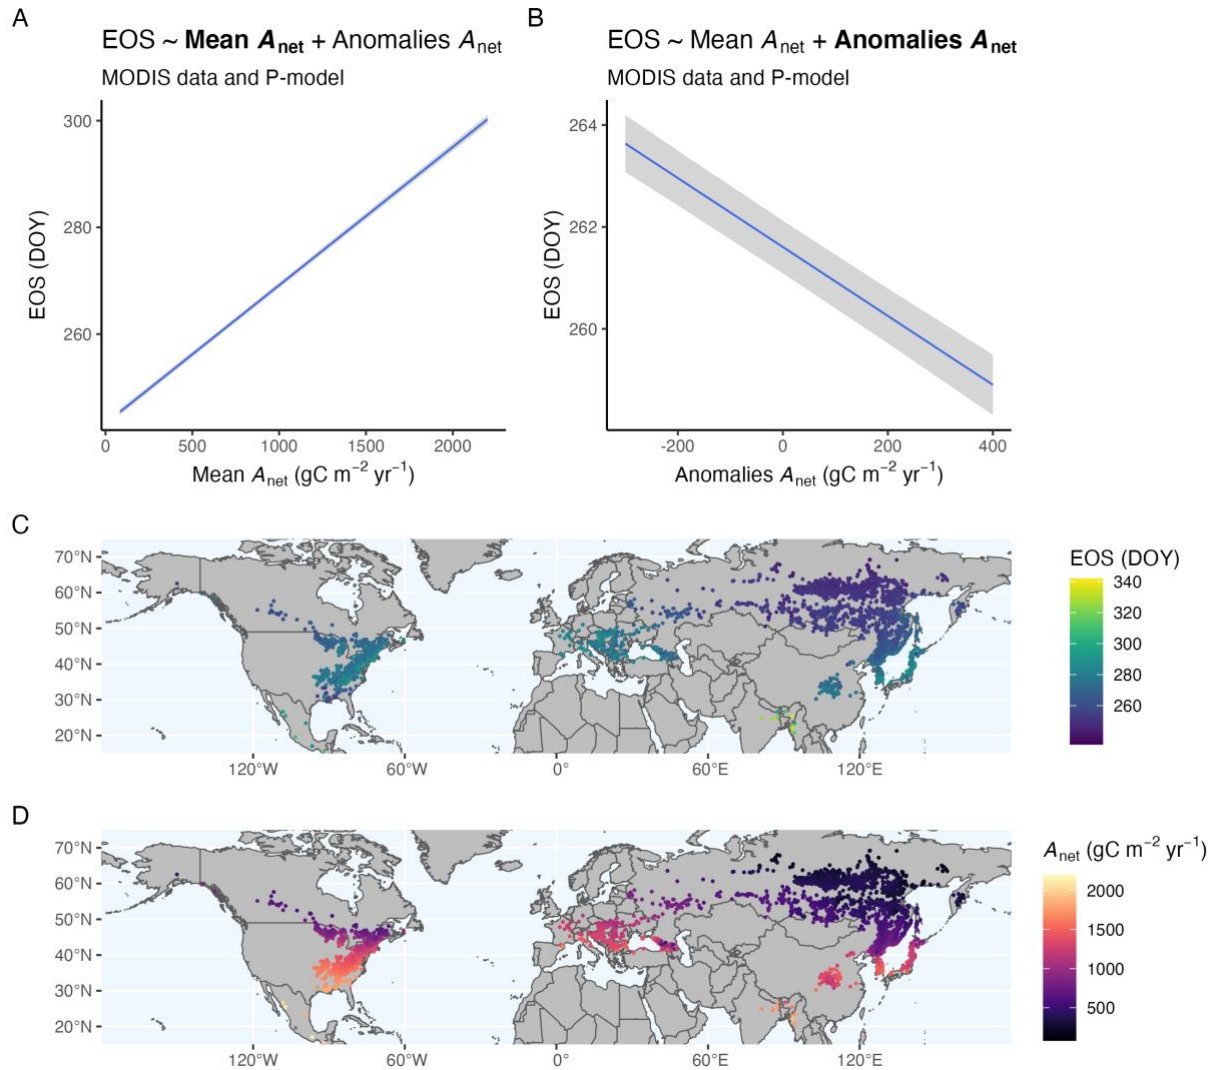 A
EOS ~ Mean Anet + Anomalies Anet
MODIS data and P-model
300
280
260
EOS (DOY)
0 500 1000 1500 2000
Mean Anet (gC m−2 yr−1)
B
EOS ~ Mean Anet + Anomalies Anet
MODIS data and P-model
264
262
260
EOS (DOY)
-200 0 200 400
Anomalies Anet (gC m−2 yr−1)
C
70°N
60°N
50°N
40°N
30°N
20°N
120°W 60°W 0° 60°E 120°E
EOS (DOY)
340
320
300
280
260
D
70°N
60°N
50°N
40°N
30°N
20°N
120°W 60°W 0° 60°E 120°E
Anet (gC m−2 yr−1)
2000
1500
1000
500